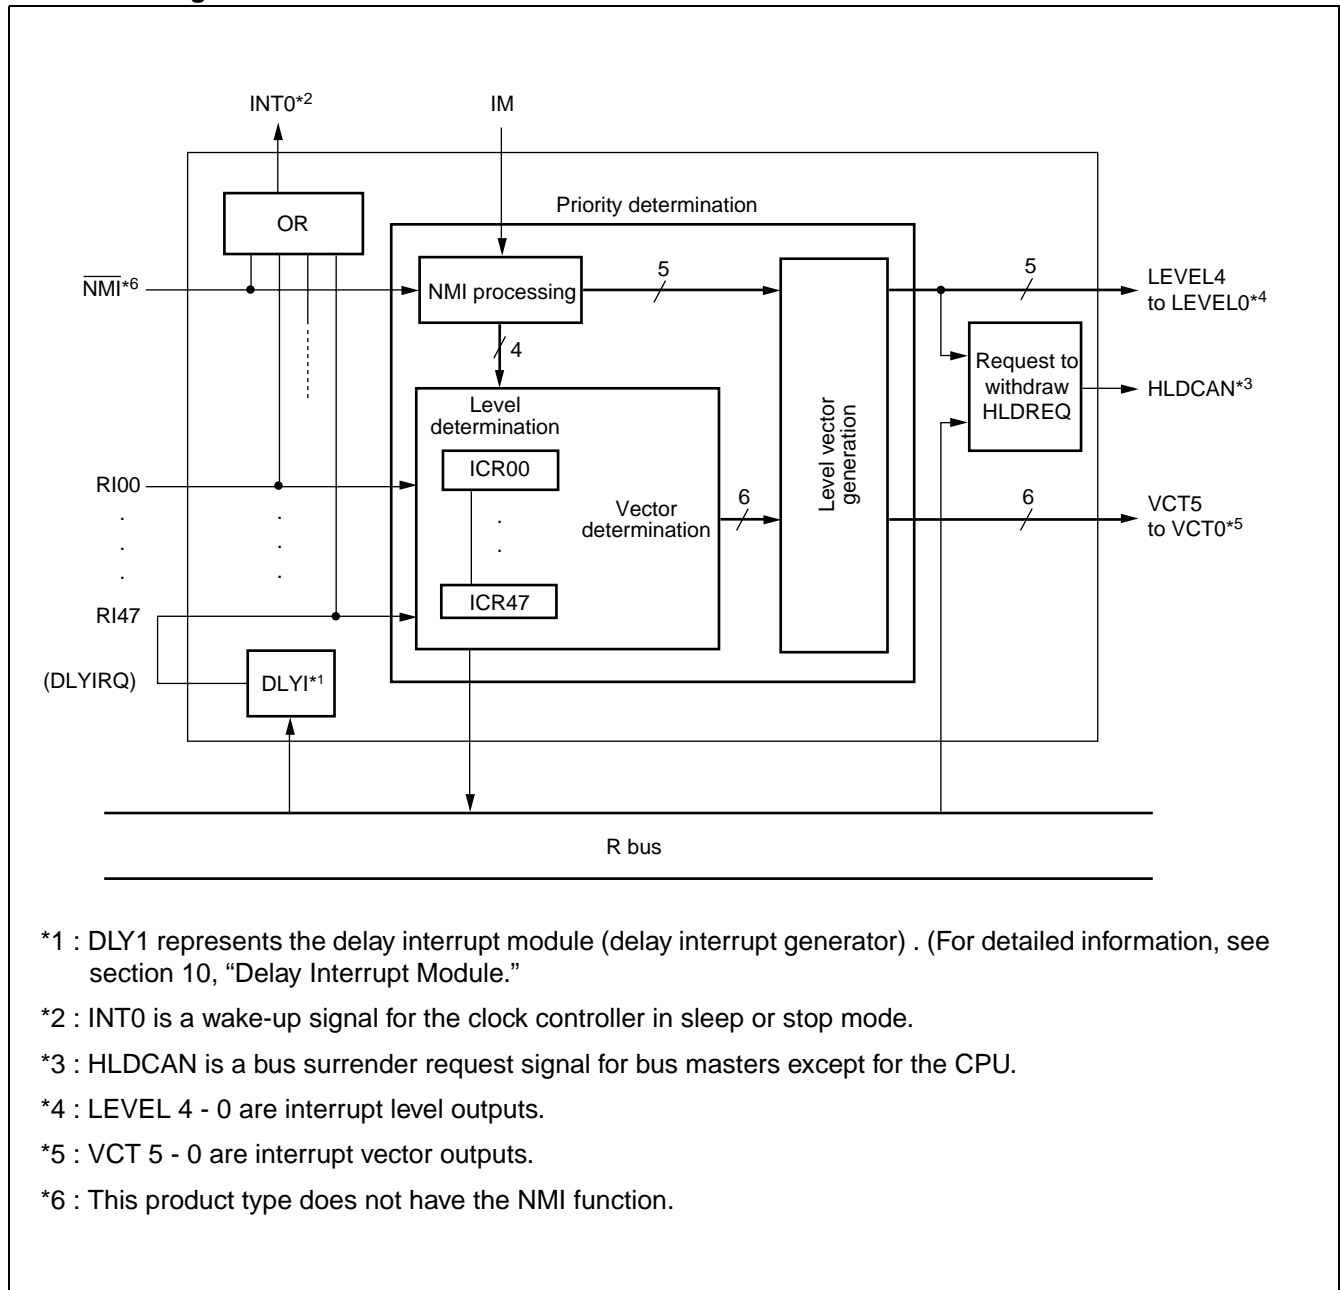 INT0*2
IM
OR
Priority determination
NMI*6
NMI processing
5
5
LEVEL4
to LEVEL0*4
4
Request to
withdraw
HLDREQ
HLDCAN*3
Level
determination
ICR00
Level vector
generation
RI00
Vector
determination
6
6
VCT5
to VCT0*5
.
.
.
.
.
.
.
.
ICR47
RI47
(DLYIRQ)
DLYI*1
R bus
*1 : DLY1 represents the delay interrupt module (delay interrupt generator) . (For detailed information, see
section 10, “Delay Interrupt Module.”
*2 : INT0 is a wake-up signal for the clock controller in sleep or stop mode.
*3 : HLDCAN is a bus surrender request signal for bus masters except for the CPU.
*4 : LEVEL 4 - 0 are interrupt level outputs.
*5 : VCT 5 - 0 are interrupt vector outputs.
*6 : This product type does not have the NMI function.